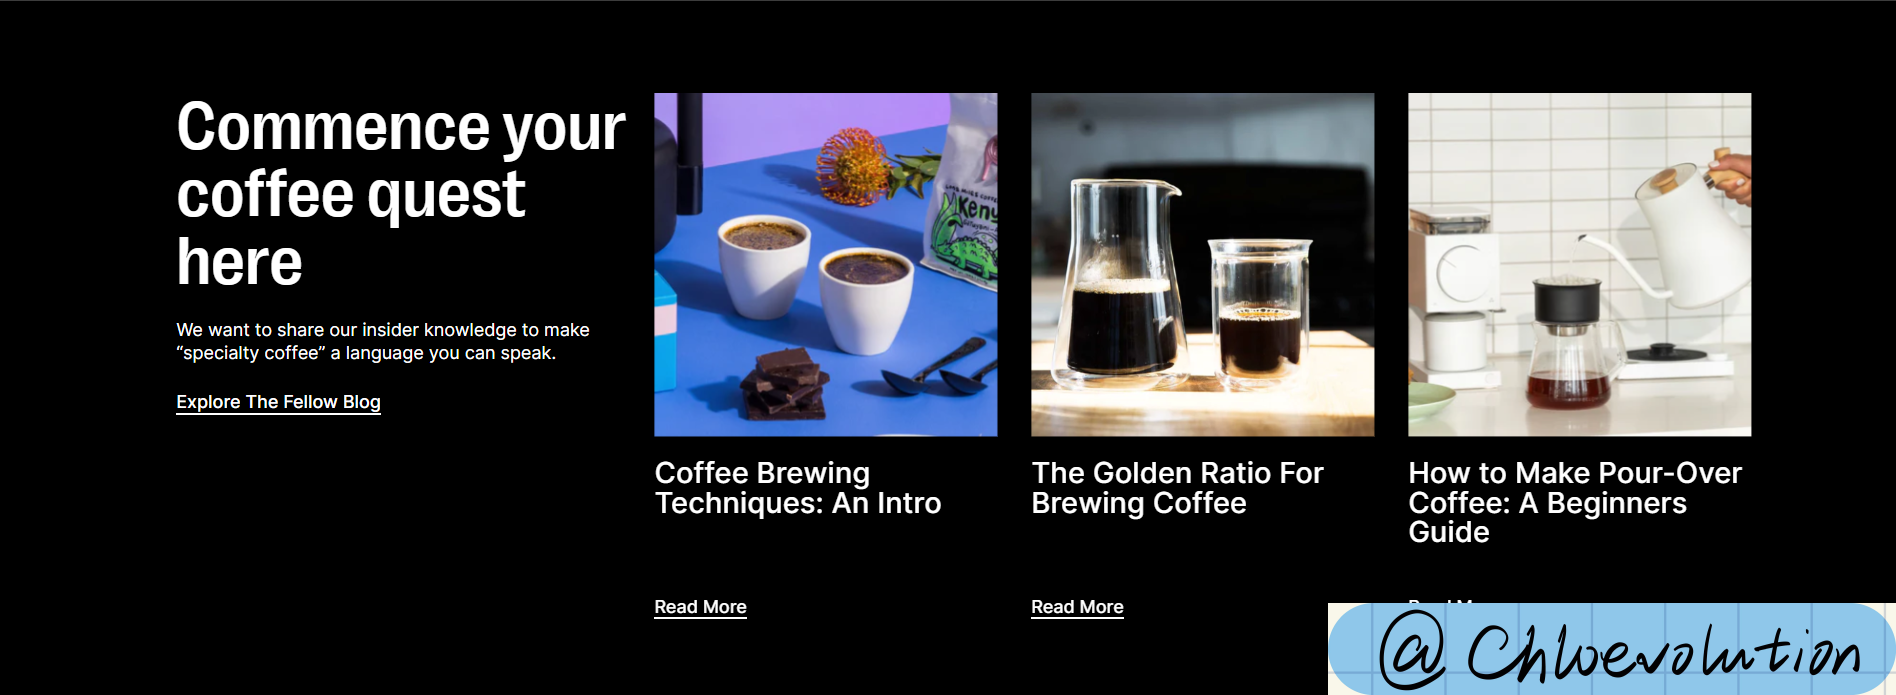 Commence your
coffee quest
here
We want to share our insider knowledge to make
“specialty coffee” a language you can speak.
Explore The Fellow Blog
Keny
Coffee Brewing
Techniques: An Intro
Read More
The Golden Ratio For
Brewing Coffee
Read More
How to Make Pour-Over
Coffee: A Beginners
Guide
@Chloevolution